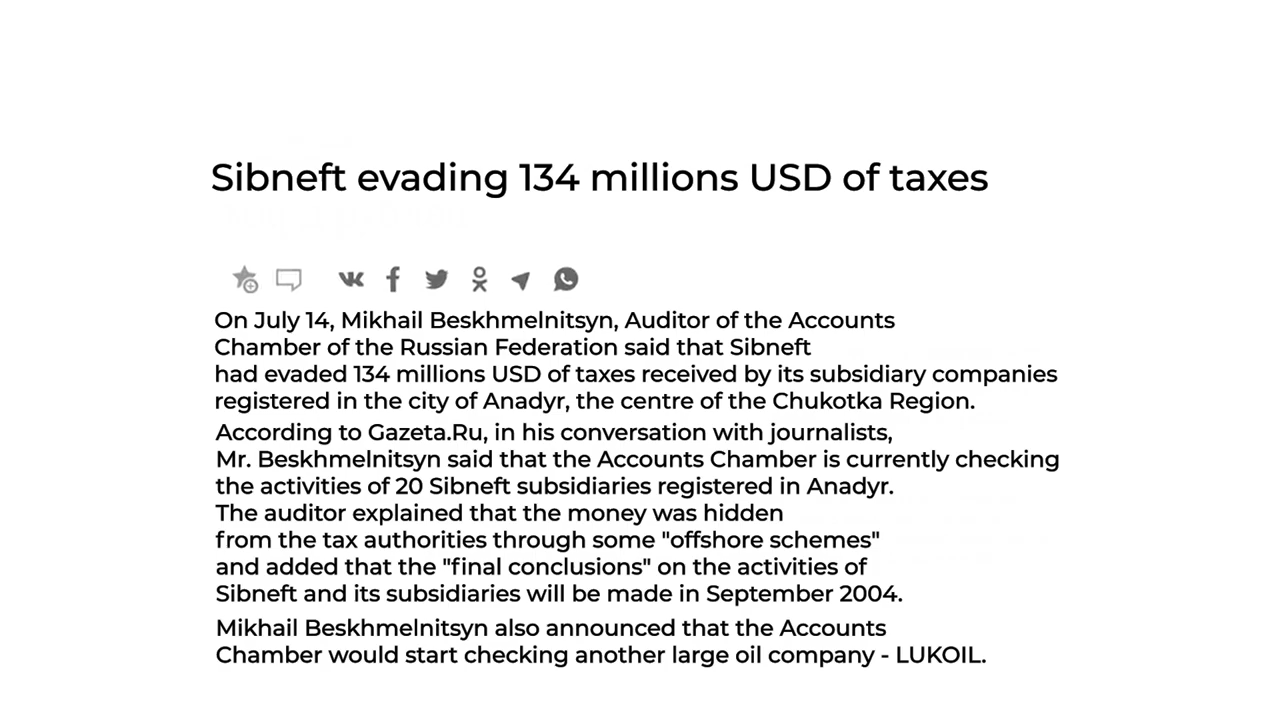 Sibneft evading 134 millions USD of taxes
On July 14, Mikhail Beskhmelnitsyn, Auditor of the Accounts
Chamber of the Russian Federation said that Sibneft
had evaded 134 millions USD of taxes received by its subsidiary companies
registered in the city of Anadyr, the centre of the Chukotka Region.
According to Gazeta.Ru, in his conversation with journalists,
Mr. Beskhmelnitsyn said that the Accounts Chamber is currently checking
the activities of 20 Sibneft subsidiaries registered in Anadyr.
The auditor explained that the money was hidden
from the tax authorities through some "offshore schemes"
and added that the "final conclusions" on the activities of
Sibneft and its subsidiaries will be made in September 2004.
Mikhail Beskhmelnitsyn also announced that the Accounts
Chamber would start checking another large oil company - LUKOIL.